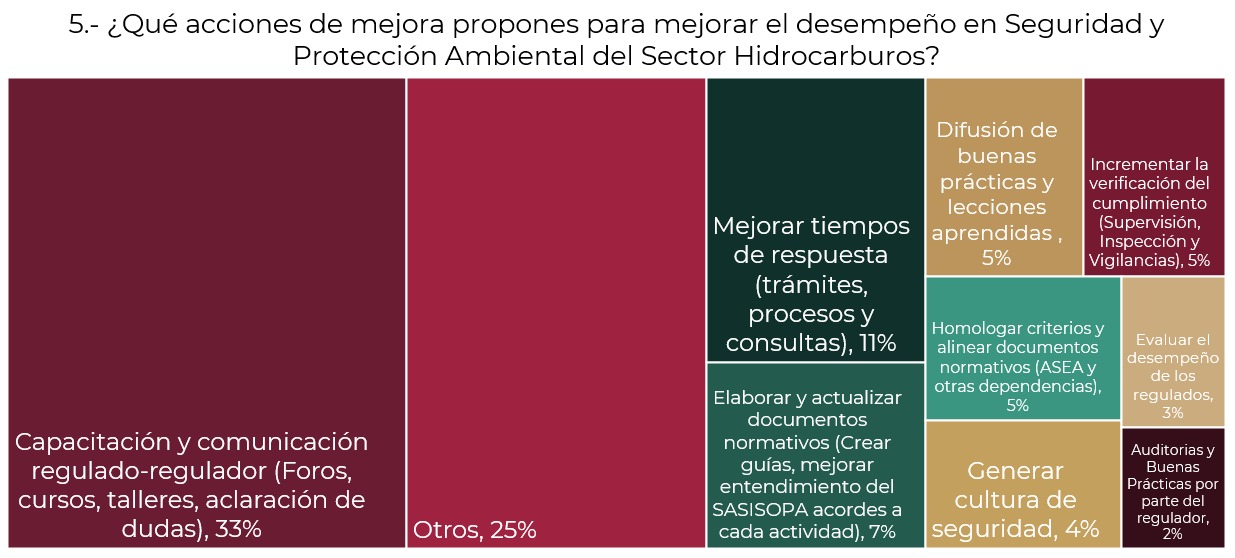 5.- ¿Qué acciones de mejora propones para mejorar el desempeño en Seguridad y
Protección Ambiental del Sector Hidrocarburos?
Capacitación y comunicación
regulado-regulador (Foros,
cursos, talleres, aclaración de
dudas), 33%
Otros, 25%
Mejorar tiempos
de respuesta
(trámites,
procesos y
consultas), 11%
Elaborar y actualizar
documentos
normativos (Crear
guías, mejorar
entendimiento del
SASISOPA acordes a
cada actividad), 7%
Difusión de
buenas
prácticas y
lecciones
aprendidas ,
5%
Incrementar la
verificación del
cumplimiento
(Supervisión,
Inspección y
Vigilancias), 5%
Homologar criterios y
alinear documentos
normativos (ASEA y
otras dependencias),
5%
Generar
cultura de
seguridad, 4%
Evaluar el
desempeño
de los
regulados,
3%
Auditorias y
Buenas
Prácticas por
parte del
regulador,
2%